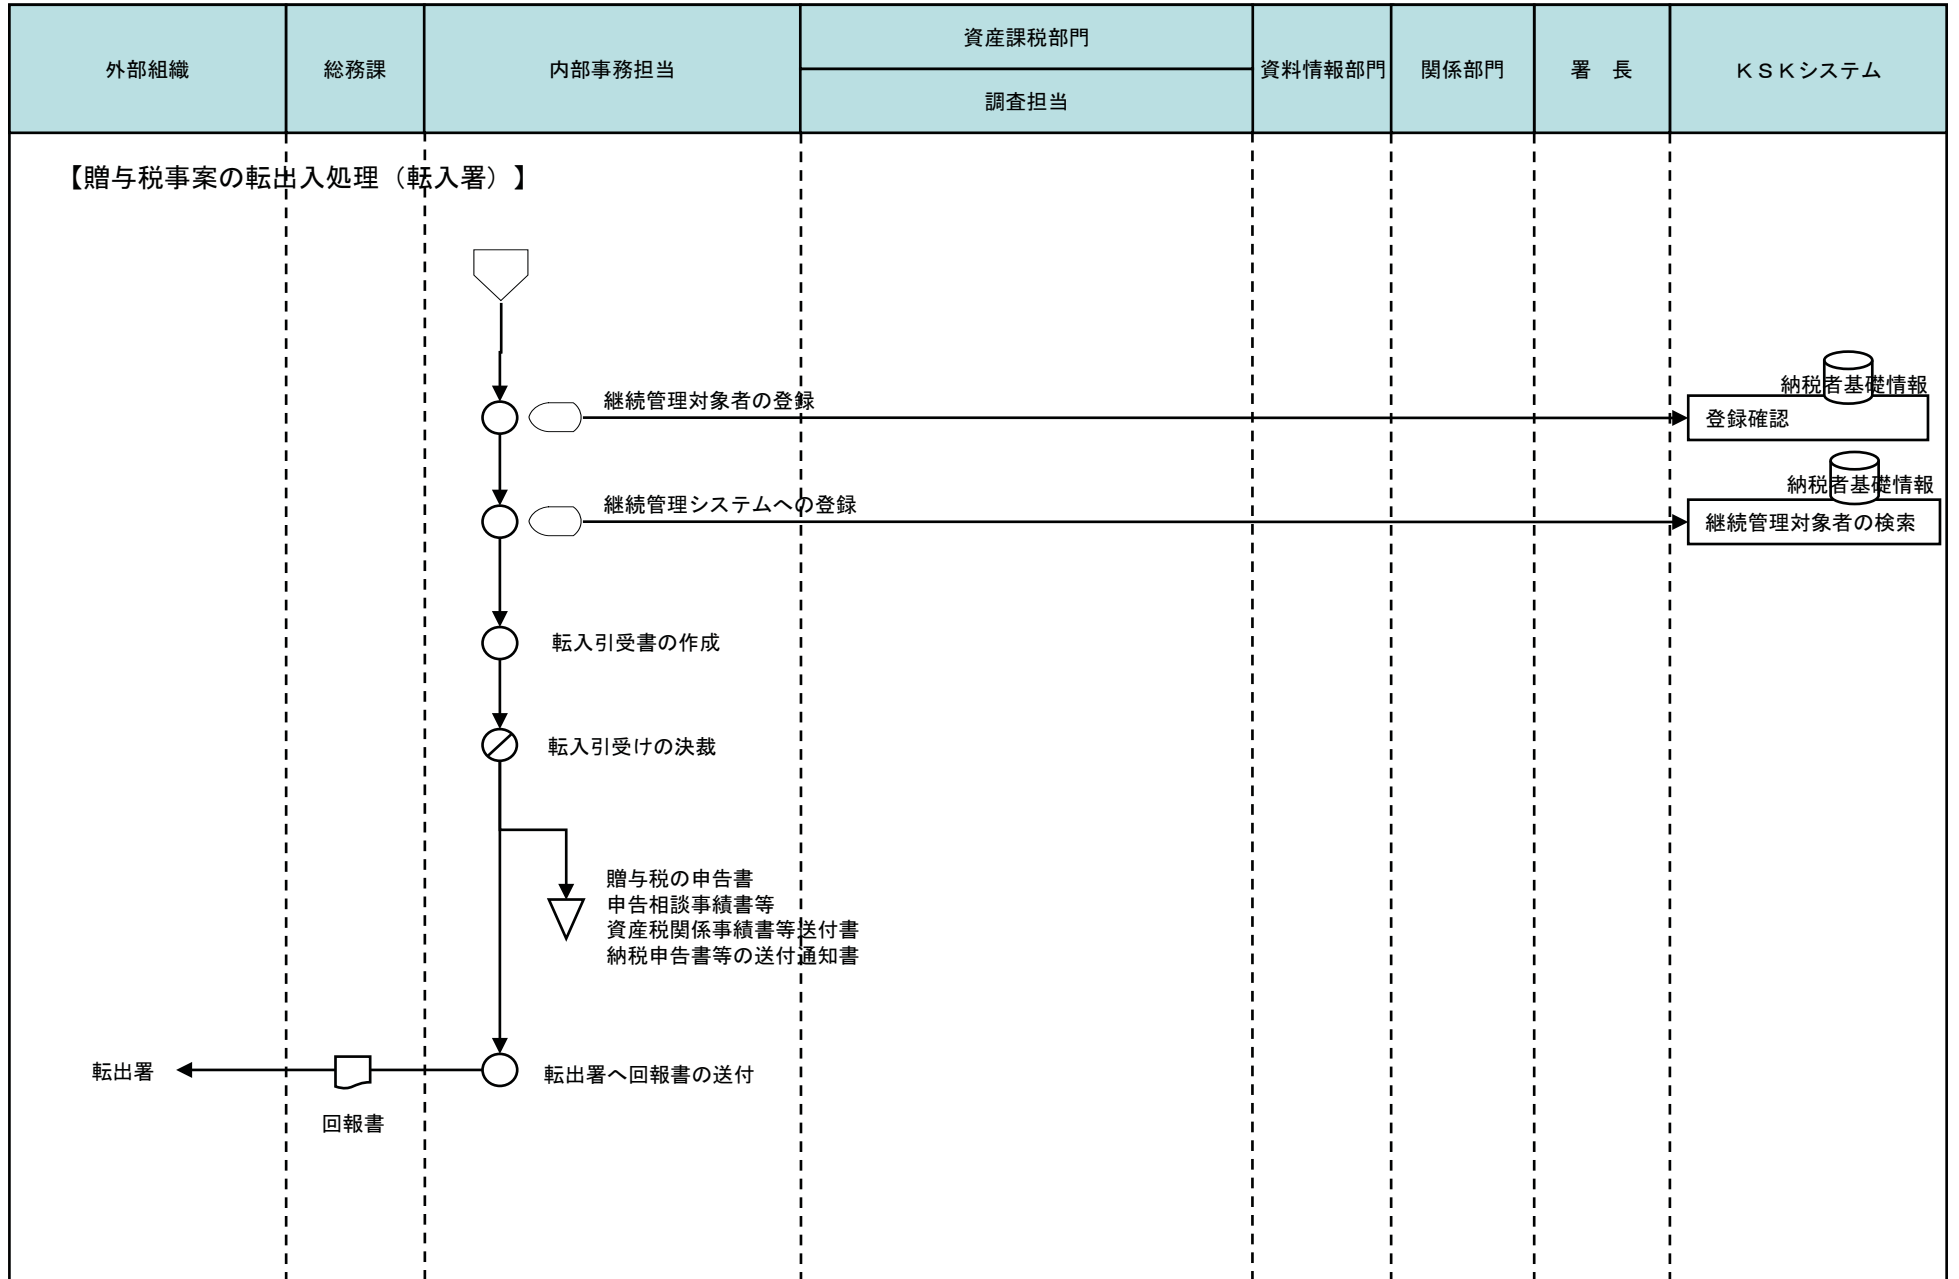 外部組織
総務課
内部事務担当
資産課税部門
調査担当
資料情報部門
関係部門
署　長
ＫＳＫシステム
【贈与税事案の転出入処理（転入署）】
継続管理対象者の登録
納税者基礎情報
登録確認
継続管理システムへの登録
納税者基礎情報
継続管理対象者の検索
転入引受書の作成
転入引受けの決裁
贈与税の申告書
申告相談事績書等
資産税関係事績書等送付書
納税申告書等の送付通知書
転出署
転出署へ回報書の送付
回報書